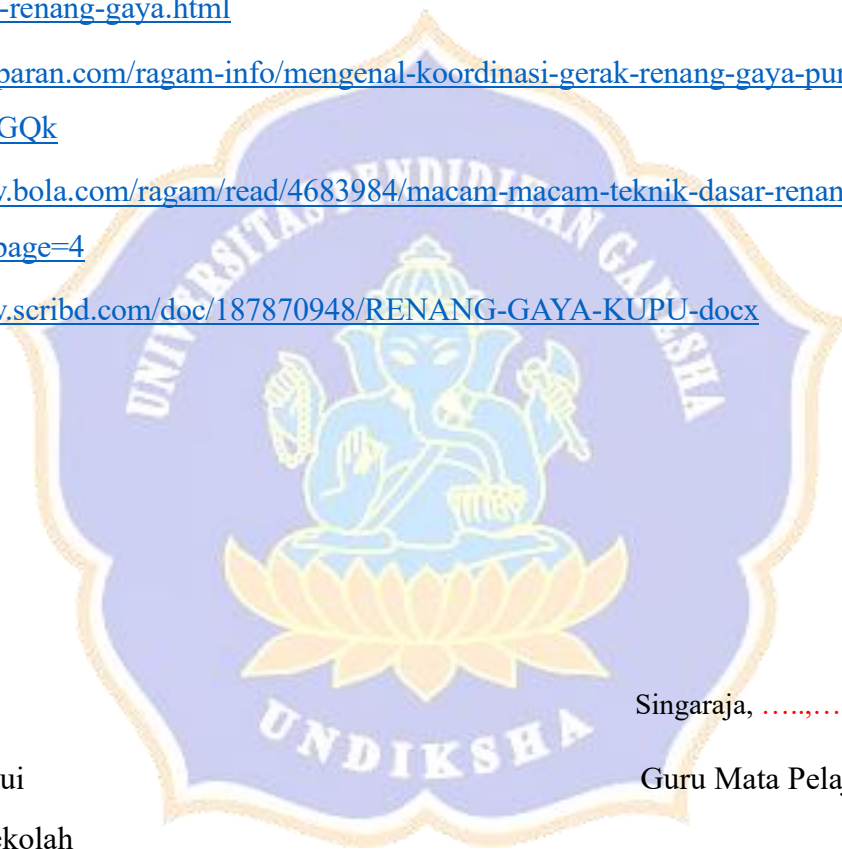 -renang-gaya.html
paran.com/ragam-info/mengenal-koordinasi-gerak-renang-gaya-pun
GQk
.bola.com/ragam/read/4683984/macam-macam-teknik-dasar-renan
page=4
.scribd.com/doc/187870948/RENANG-GAYA-KUPU-docx
UNIVERSITAS PENDIDIKAN GANESHA
UNDIKSHA
Singaraja, …..,…
ui
Guru Mata Pelaj
ekolah